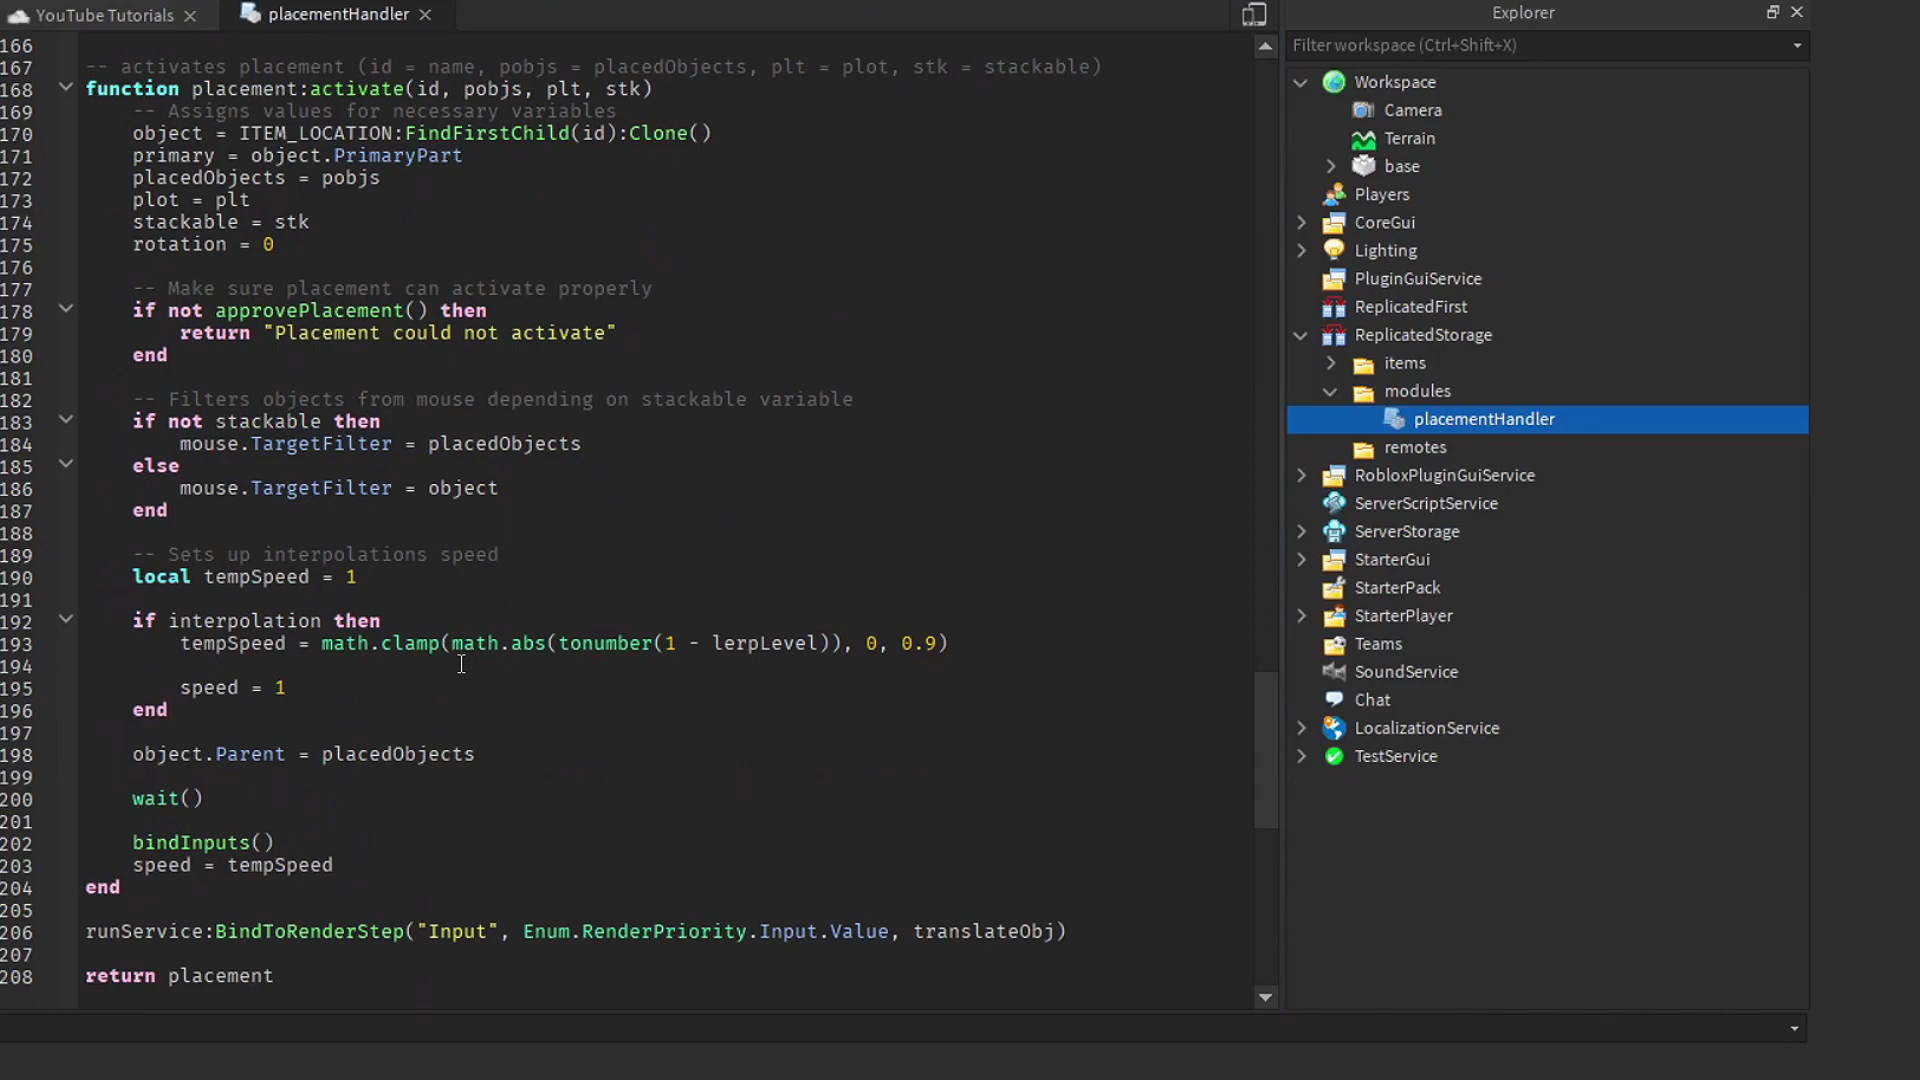 YouTube Tutorials
placementHandler
166
167 -- activates placement (id = name, pobjs = placedObjects, plt = plot, stk = stackable)
168 function placement:activate(id, pobjs, plt, stk)
169 -- Assigns values for necessary variables
170 object = ITEM_LOCATION:FindFirstChild(id):Clone()
171 primary = object.PrimaryPart
172 placedObjects = pobjs
173 plot = plt
174 stackable = stk
175 rotation = 0
176
177 -- Make sure placement can activate properly
178 if not approvePlacement() then
179 return "Placement could not activate"
180 end
181
182 -- Filters objects from mouse depending on stackable variable
183 if not stackable then
184 mouse.TargetFilter = placedObjects
185 else
186 mouse.TargetFilter = object
187 end
188
189 -- Sets up interpolations speed
190 local tempSpeed = 1
191
192 if interpolation then
193 tempSpeed = math.clamp(math.abs(tonumber(1 - lerpLevel)), 0, 0.9)
194
195 speed = 1
196 end
197
198 object.Parent = placedObjects
199
200 wait()
201
202 bindInputs()
203 speed = tempSpeed
204 end
205
206 runService:BindToRenderStep("Input", Enum.RenderPriority.Input.Value, translateObj)
207
208 return placement
Explorer
Filter workspace (Ctrl+Shift+X)
Workspace
Camera
Terrain
base
Players
CoreGui
Lighting
PluginGuiService
ReplicatedFirst
ReplicatedStorage
items
modules
placementHandler
remotes
RobloxPluginGuiService
ServerScriptService
ServerStorage
StarterGui
StarterPack
StarterPlayer
Teams
SoundService
Chat
LocalizationService
TestService